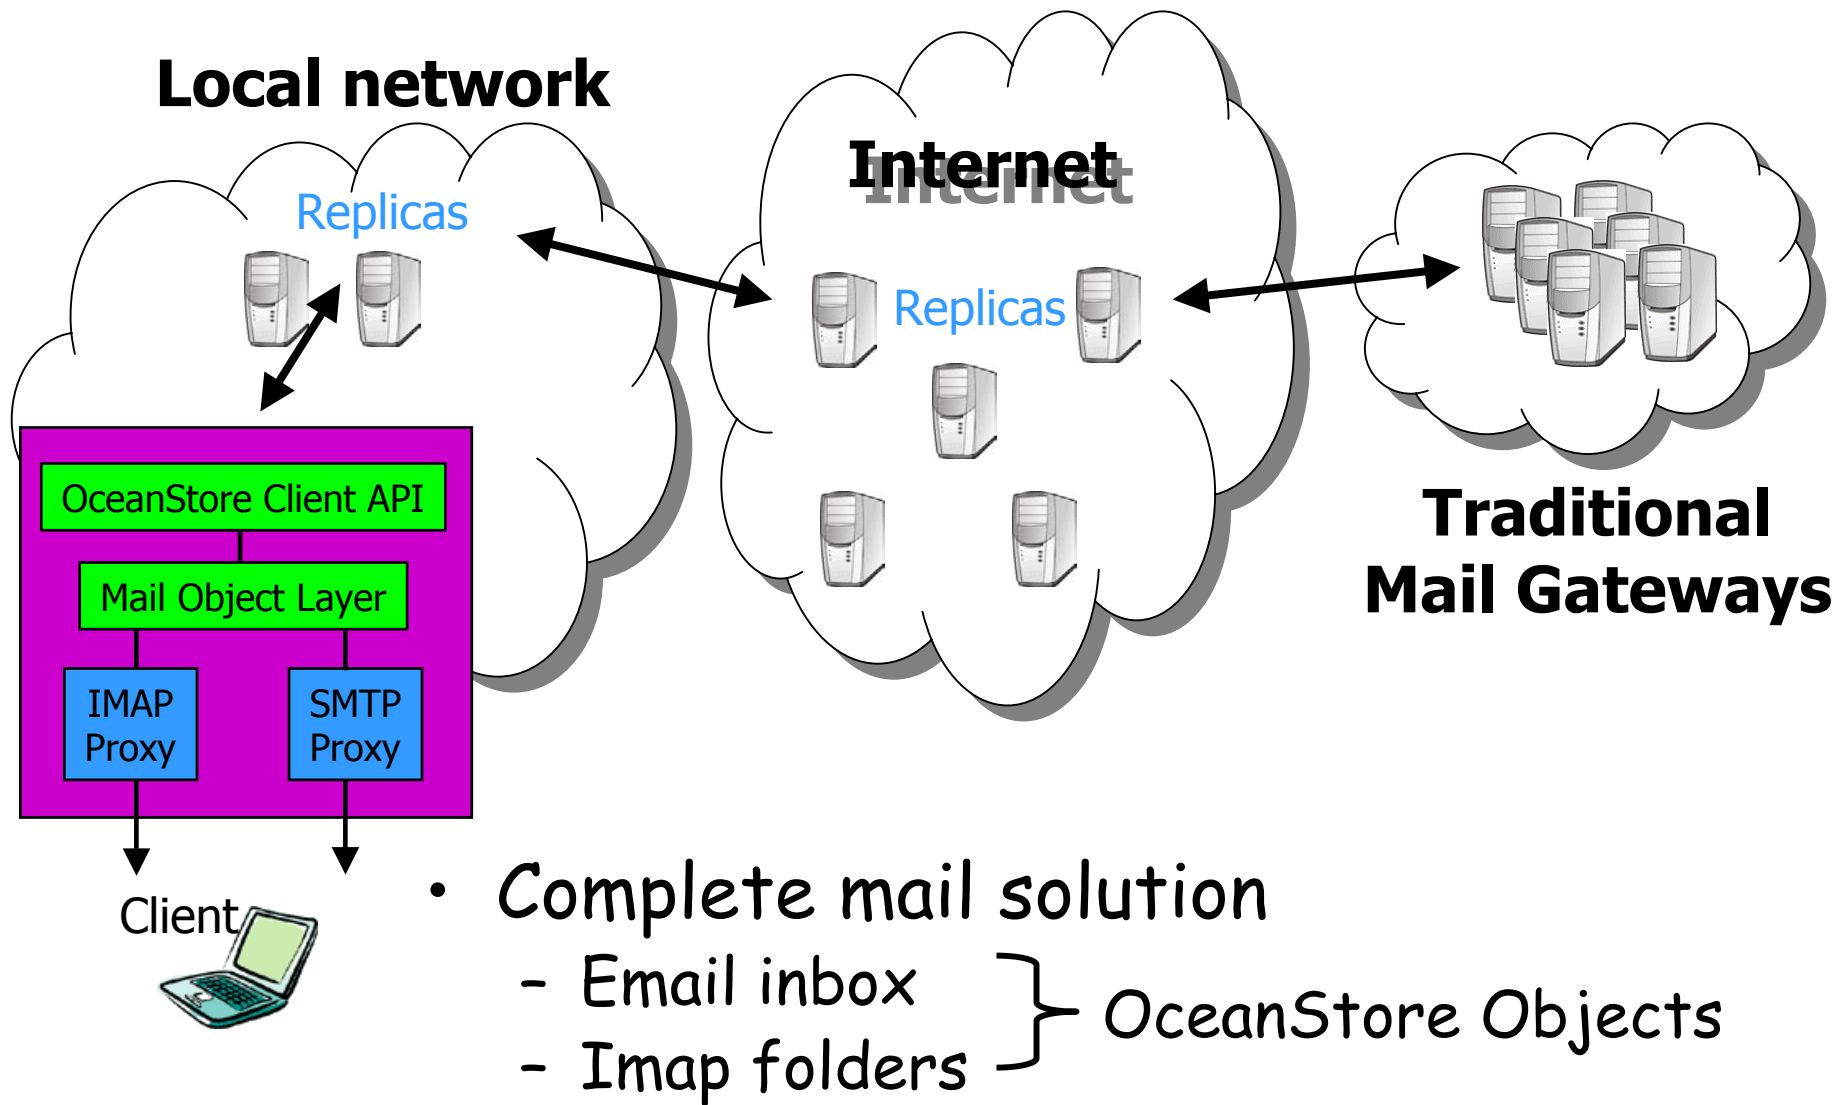 Local network
Replicas
Internet
Replicas
Traditional
Mail Gateways
OceanStore Client API
Mail Object Layer
IMAP
Proxy
SMTP
Proxy
Client
• Complete mail solution
– Email inbox
– Imap folders
OceanStore Objects